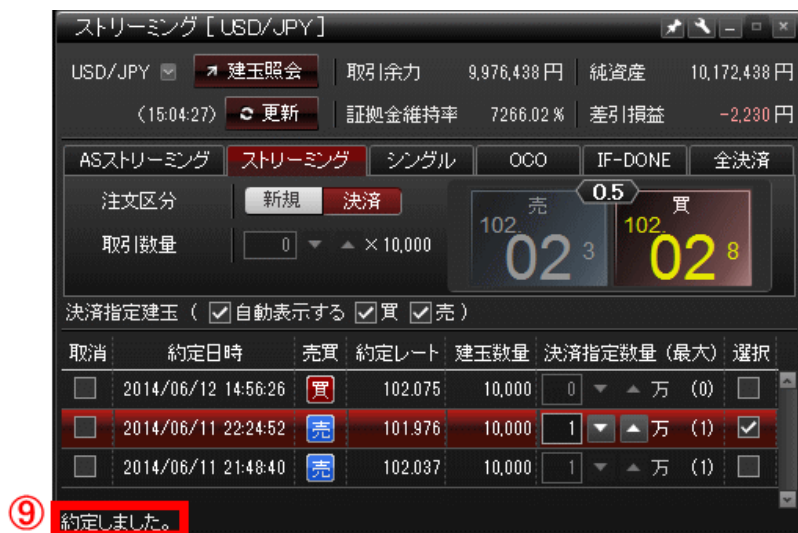 ストリーミング [ USD/JPY ]
USD/JPY 建玉照会 取引余力 9,976,438円 純資産 10,172,438円
(15:04:27) 更新 証拠金維持率 7266.02% 差引損益 -2,230円
ASストリーミング ストリーミング シングル OCO IF-DONE 全決済
注文区分 新規 決済
取引数量 0 ×10,000
売 0.5 買
102. 02 3 102. 02 8
決済指定建玉 ( 自動表示する 買 売 )
取消 約定日時 売買 約定レート 建玉数量 決済指定数量 (最大) 選択
2014/06/12 14:56:26 買 102.075 10,000 0 万 (0)
2014/06/11 22:24:52 売 101.976 10,000 1 万 (1)
2014/06/11 21:48:40 売 102.037 10,000 1 万 (1)
⑨ 約定しました。